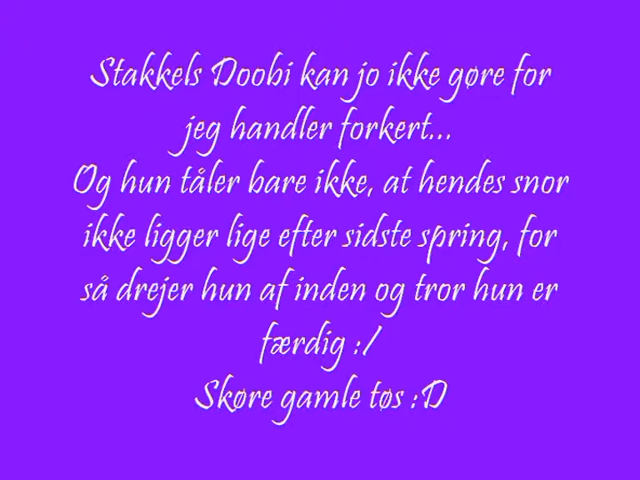 Stakkels Doobi kan jo ikke gøre for
jeg handler forkert...
Og hun tåler bare ikke, at hendes snor
ikke ligger lige efter sidste spring, for
så drejer hun af inden og tror hun er
færdig :/
Skøre gamle tøs :D